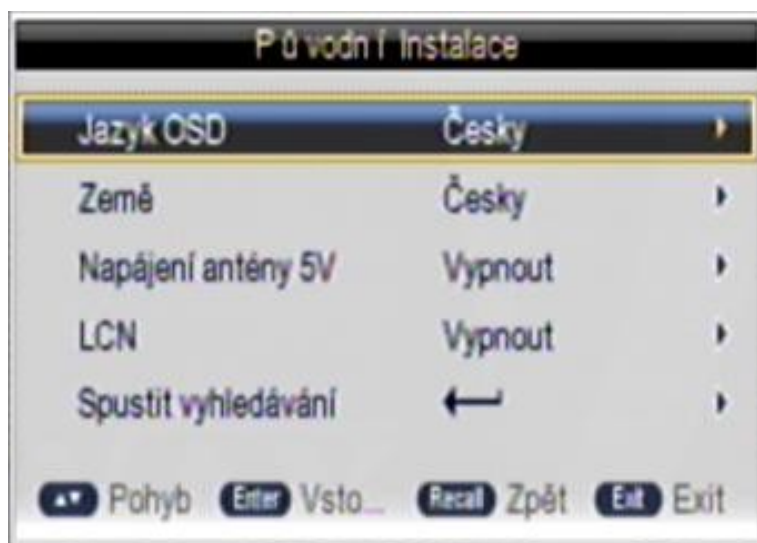 Původní Instalace
Jazyk OSD Česky
Země Česky
Napájení antény 5V Vypnout
LCN Vypnout
Spustit vyhledávání
Pohyb Enter Vsto... Recall Zpět Exit Exit